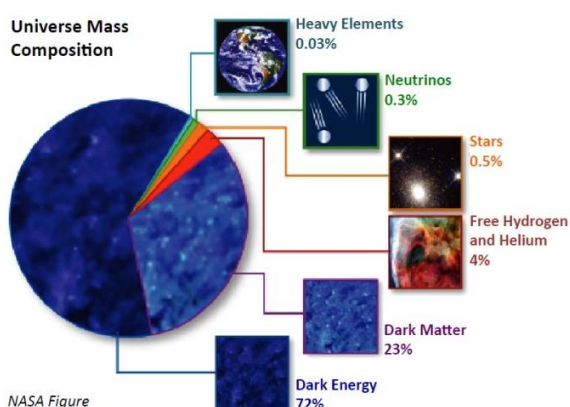 Universe Mass
Composition
Heavy Elements
0.03%
Neutrinos
0.3%
Stars
0.5%
Free Hydrogen
and Helium
4%
Dark Matter
23%
Dark Energy
72%
NASA Figure